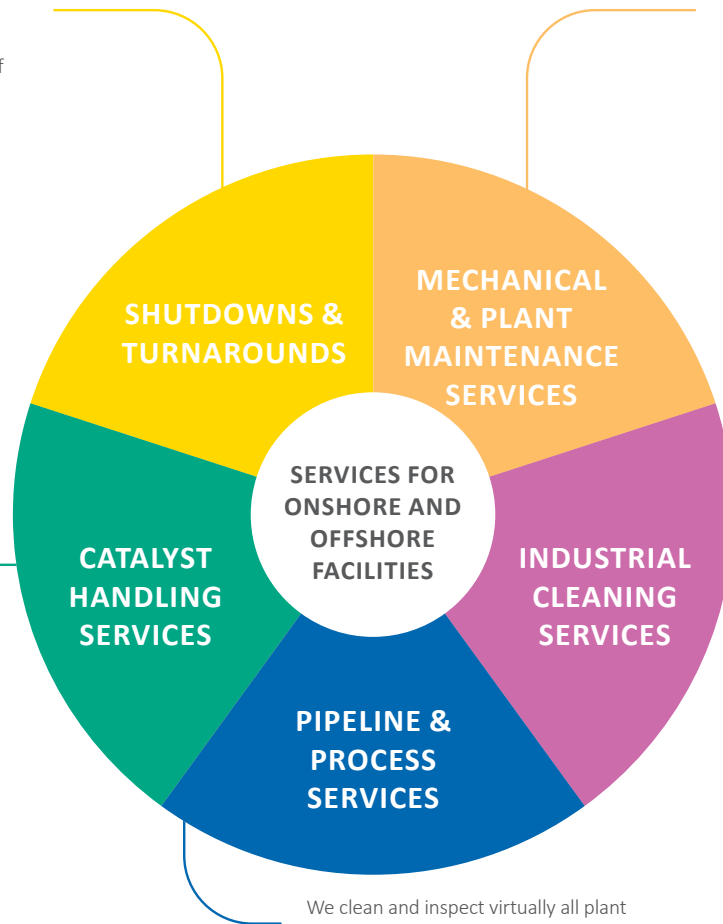 f
SHUTDOWNS &
TURNAROUNDS
MECHANICAL
& PLANT
MAINTENANCE
SERVICES
SERVICES FOR
ONSHORE AND
OFFSHORE
FACILITIES
CATALYST
HANDLING
SERVICES
INDUSTRIAL
CLEANING
SERVICES
PIPELINE &
PROCESS
SERVICES
We clean and inspect virtually all plant